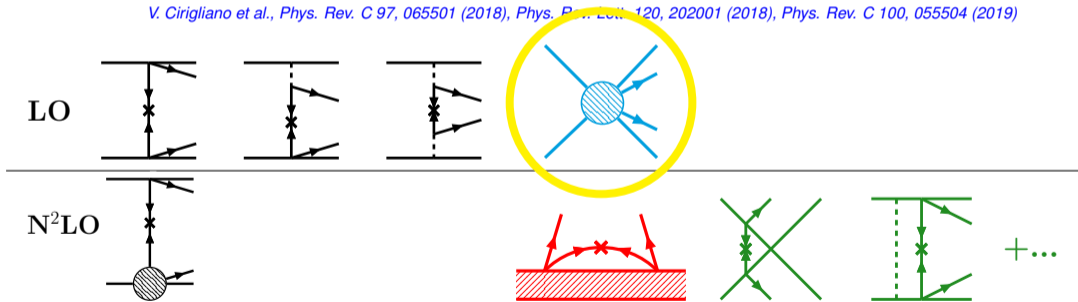 V. Cirigliano et al., Phys. Rev. C 97, 065501 (2018), Phys. Rev. Lett. 120, 202001 (2018), Phys. Rev. C 100, 055504 (2019)
LO
N²LO
+...